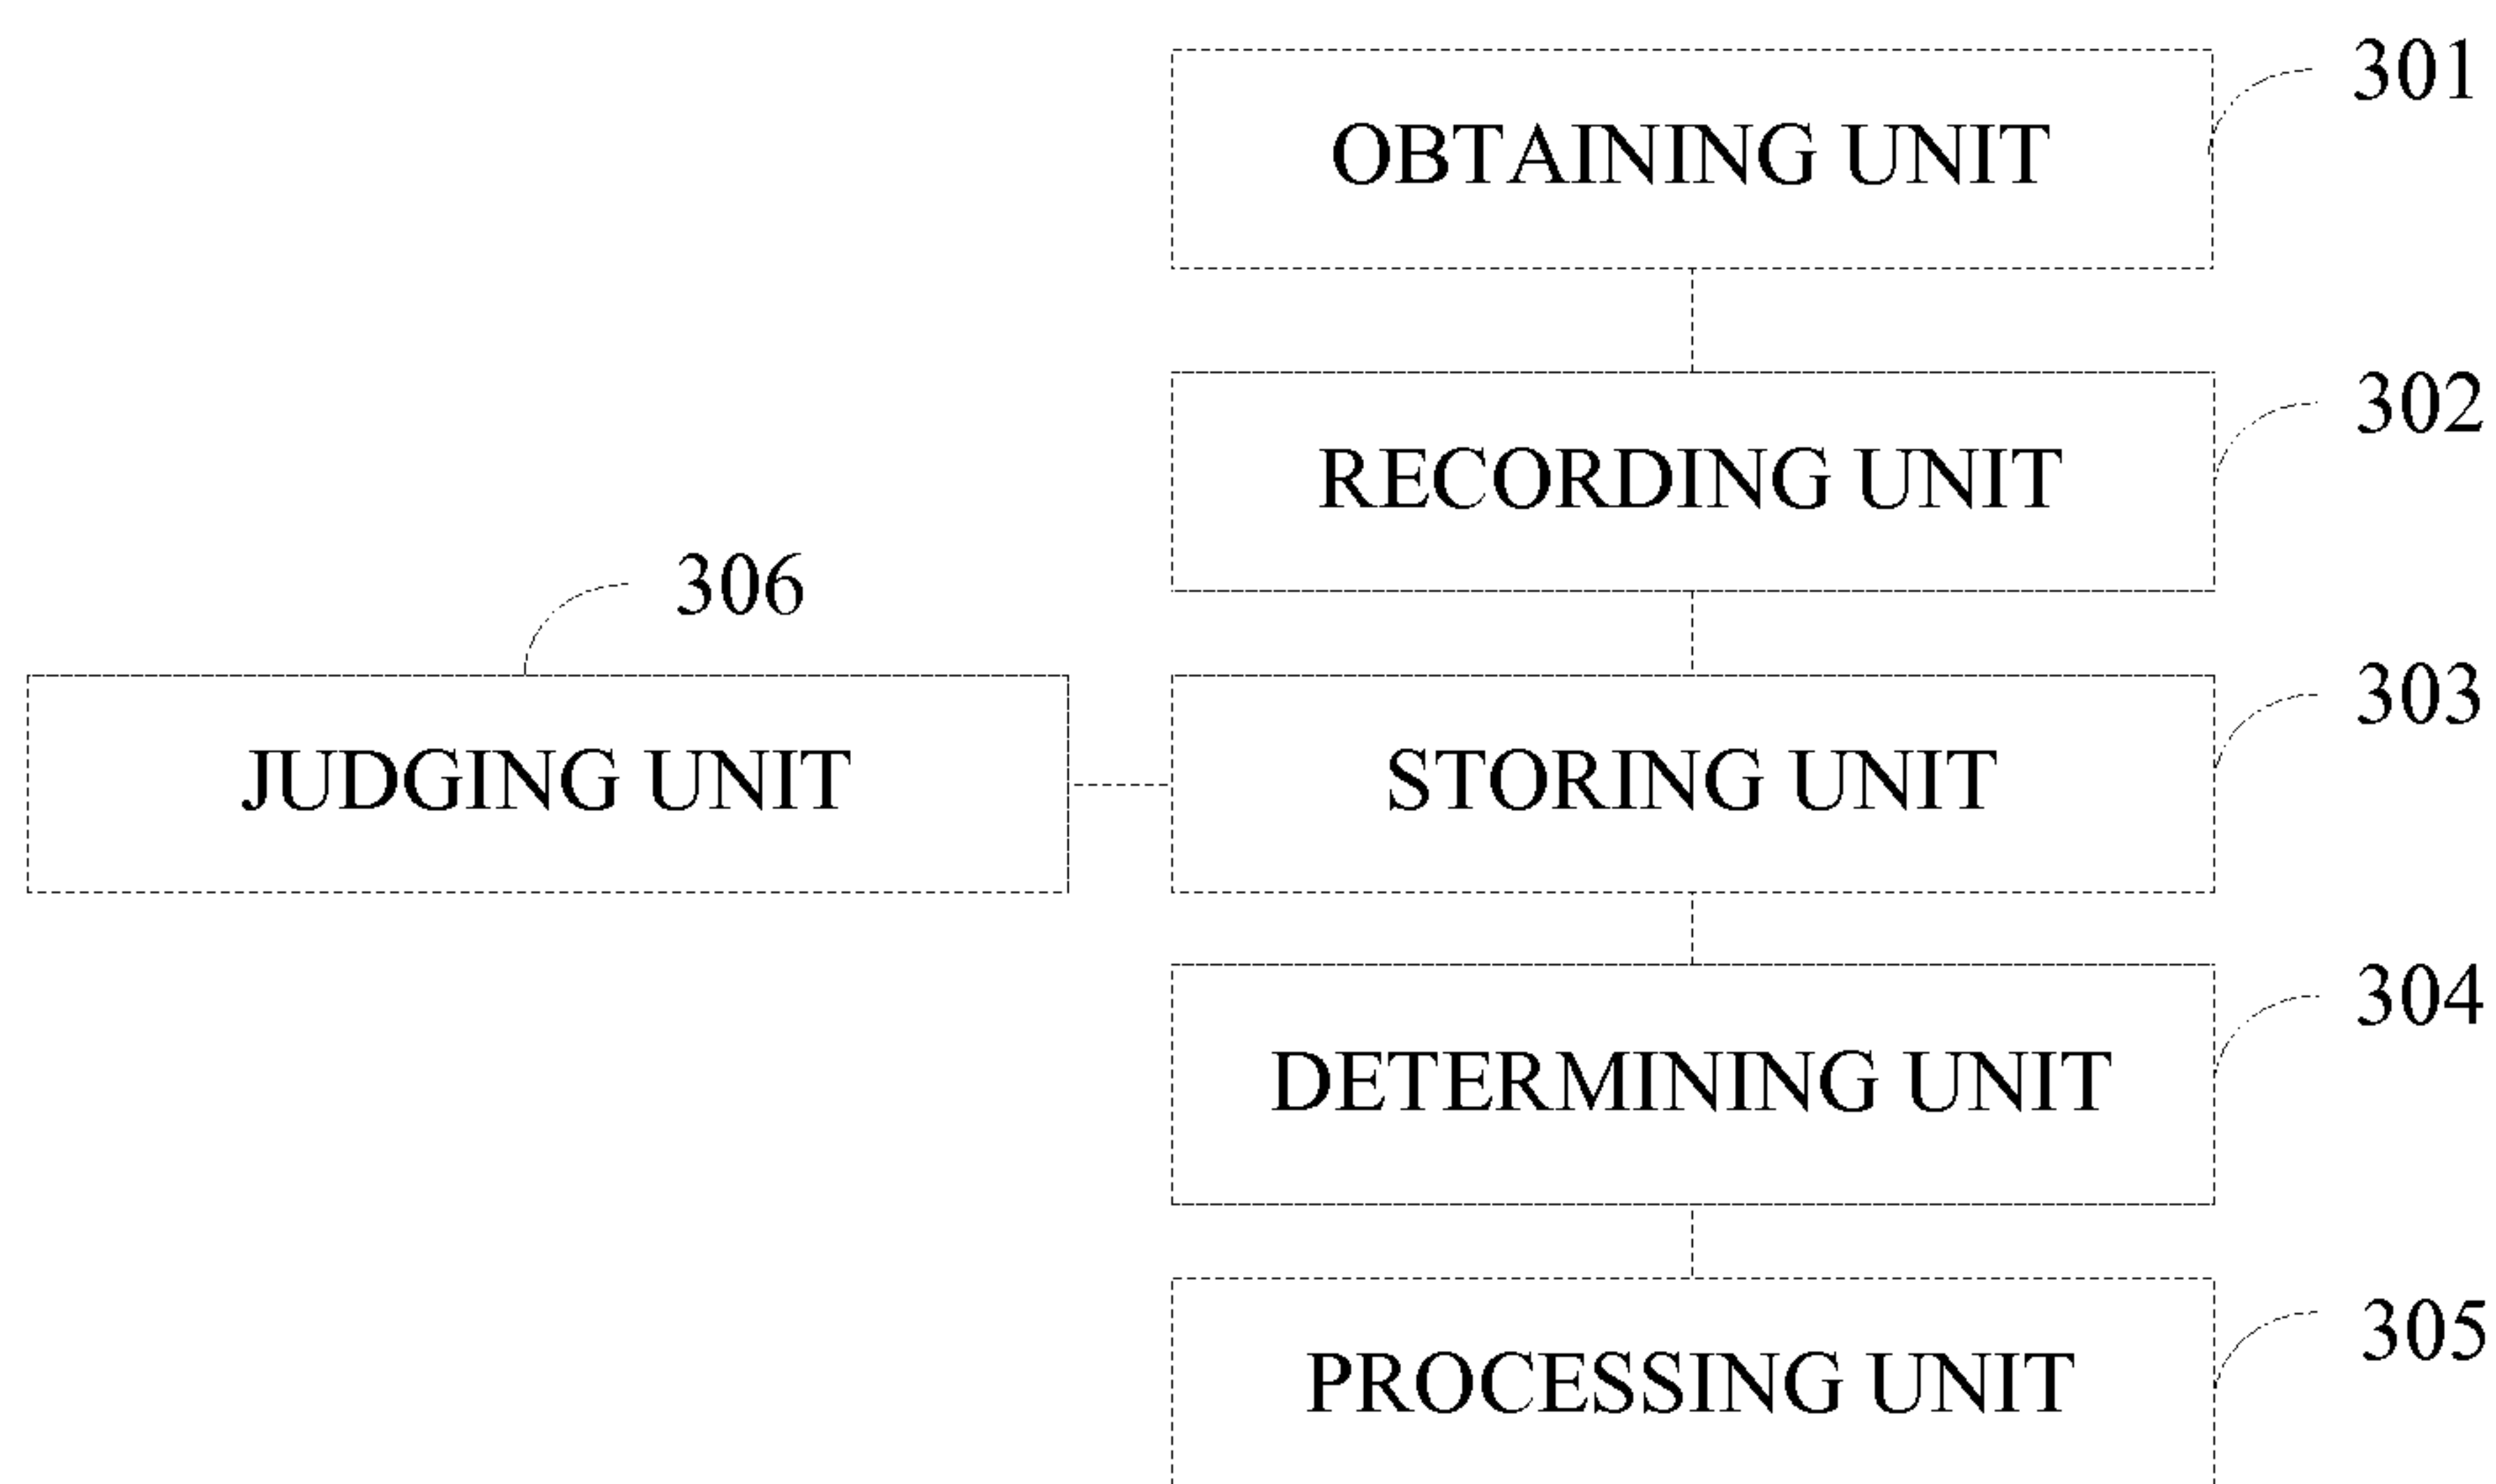 301
OBTAINING UNIT
302
RECORDING UNIT
306
303
JUDGING UNIT
STORING UNIT
304
DETERMINING UNIT
305
PROCESSING UNIT